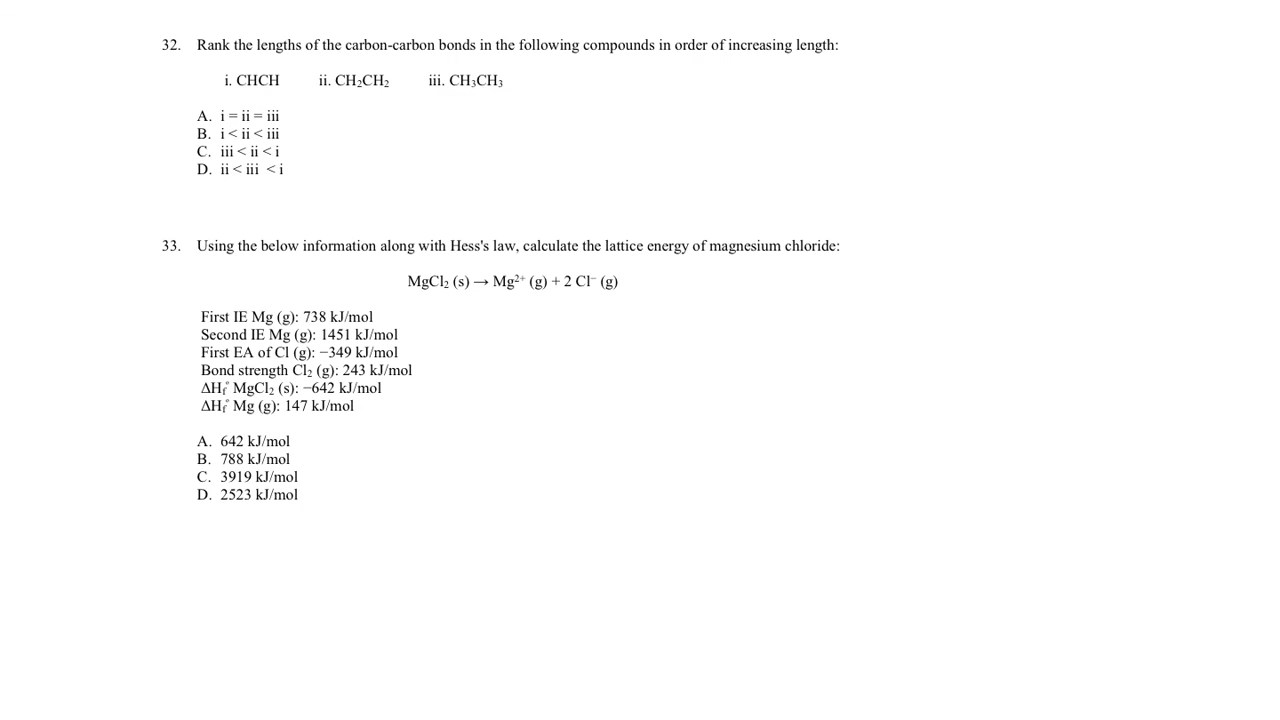 32. Rank the lengths of the carbon-carbon bonds in the following compounds in order of increasing length:
i. CHCH ii. CH₂CH₂ iii. CH₃CH₃
A. i = ii = iii
B. i < ii < iii
C. iii < ii < i
D. ii < iii < i
33. Using the below information along with Hess's law, calculate the lattice energy of magnesium chloride:
MgCl₂ (s) → Mg²⁺ (g) + 2 Cl⁻ (g)
First IE Mg (g): 738 kJ/mol
Second IE Mg (g): 1451 kJ/mol
First EA of Cl (g): −349 kJ/mol
Bond strength Cl₂ (g): 243 kJ/mol
ΔH°f MgCl₂ (s): −642 kJ/mol
ΔH°f Mg (g): 147 kJ/mol
A. 642 kJ/mol
B. 788 kJ/mol
C. 3919 kJ/mol
D. 2523 kJ/mol